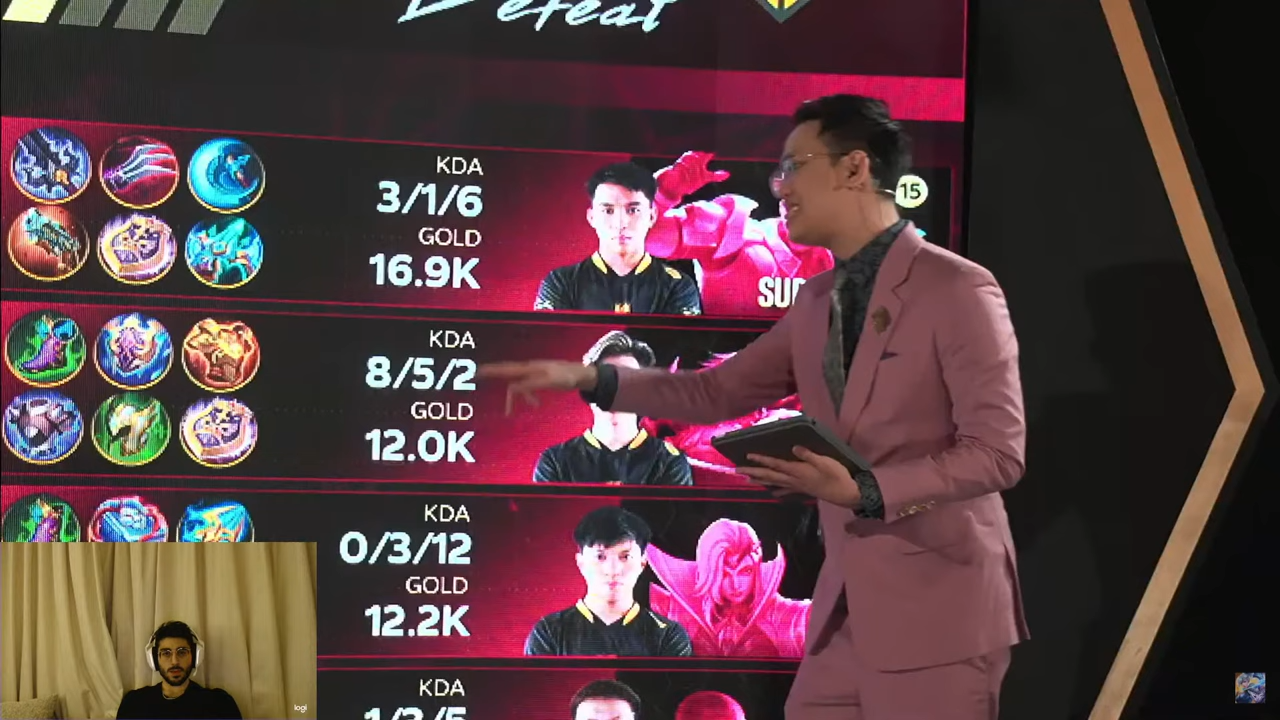 Defeat
KDA
3/1/6
GOLD
16.9K
15
KDA
8/5/2
GOLD
12.0K
KDA
0/3/12
GOLD
12.2K
KDA
logi